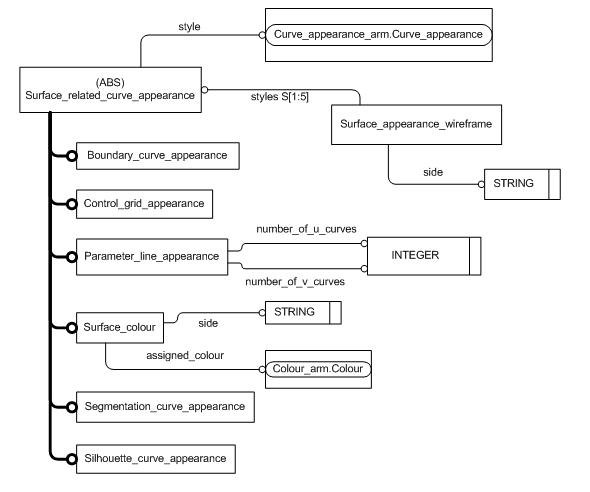 style
Curve_appearance_arm.Curve_appearance
(ABS)
Surface_related_curve_appearance
styles S[1:5]
Surface_appearance_wireframe
side
STRING
Boundary_curve_appearance
Control_grid_appearance
number_of_u_curves
Parameter_line_appearance
INTEGER
number_of_v_curves
Surface_colour
side
STRING
assigned_colour
Colour_arm.Colour
Segmentation_curve_appearance
Silhouette_curve_appearance